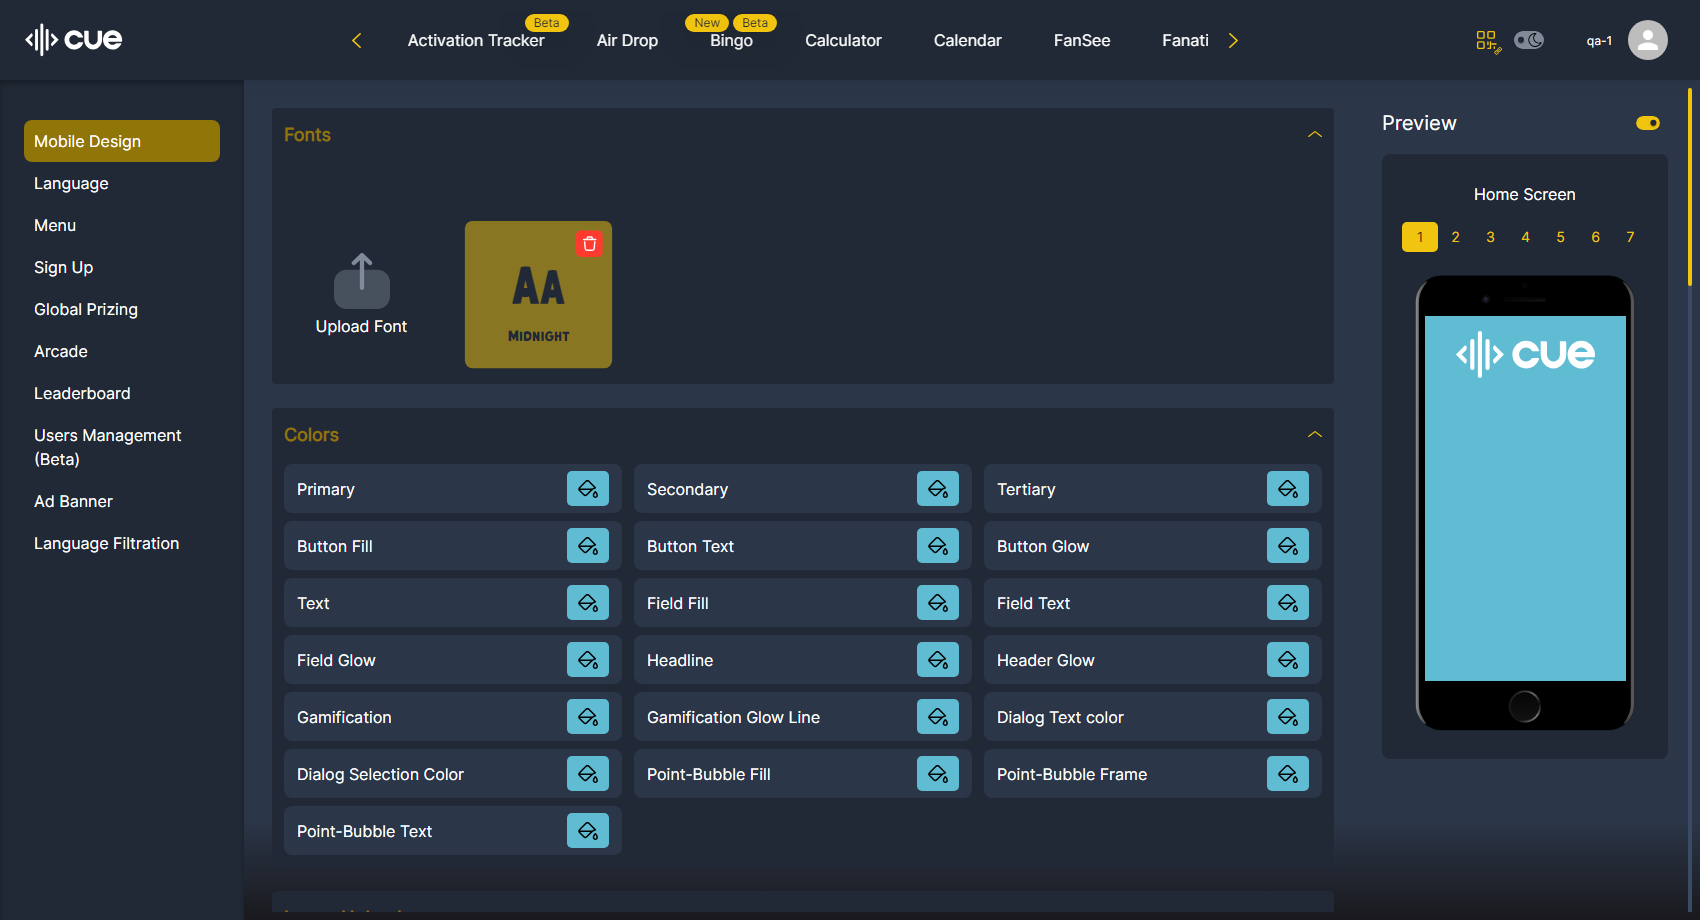 cue
Beta
New
Beta
Activation Tracker
Air Drop
Bingo
Calculator
Calendar
FanSee
Fanati
qa-1
Mobile Design
Language
Menu
Sign Up
Global Prizing
Arcade
Leaderboard
Users Management
(Beta)
Ad Banner
Language Filtration
Fonts
Upload Font
AA
MIDNIGHT
Colors
Primary
Secondary
Tertiary
Button Fill
Button Text
Button Glow
Text
Field Fill
Field Text
Field Glow
Headline
Header Glow
Gamification
Gamification Glow Line
Dialog Text color
Dialog Selection Color
Point-Bubble Fill
Point-Bubble Frame
Point-Bubble Text
Preview
Home Screen
1 2 3 4 5 6 7
cue